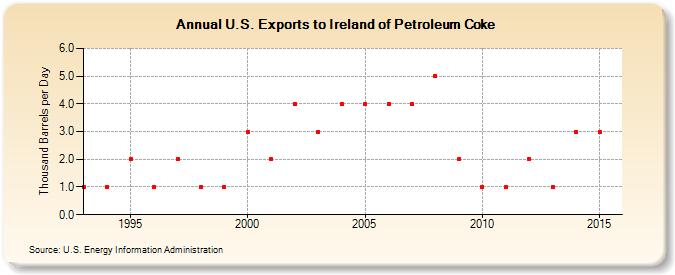 Annual U.S. Exports to Ireland of Petroleum Coke
Thousand Barrels per Day
6.0
5.0
4.0
3.0
2.0
1.0
0.0
1995 2000 2005 2010 2015
Source: U.S. Energy Information Administration